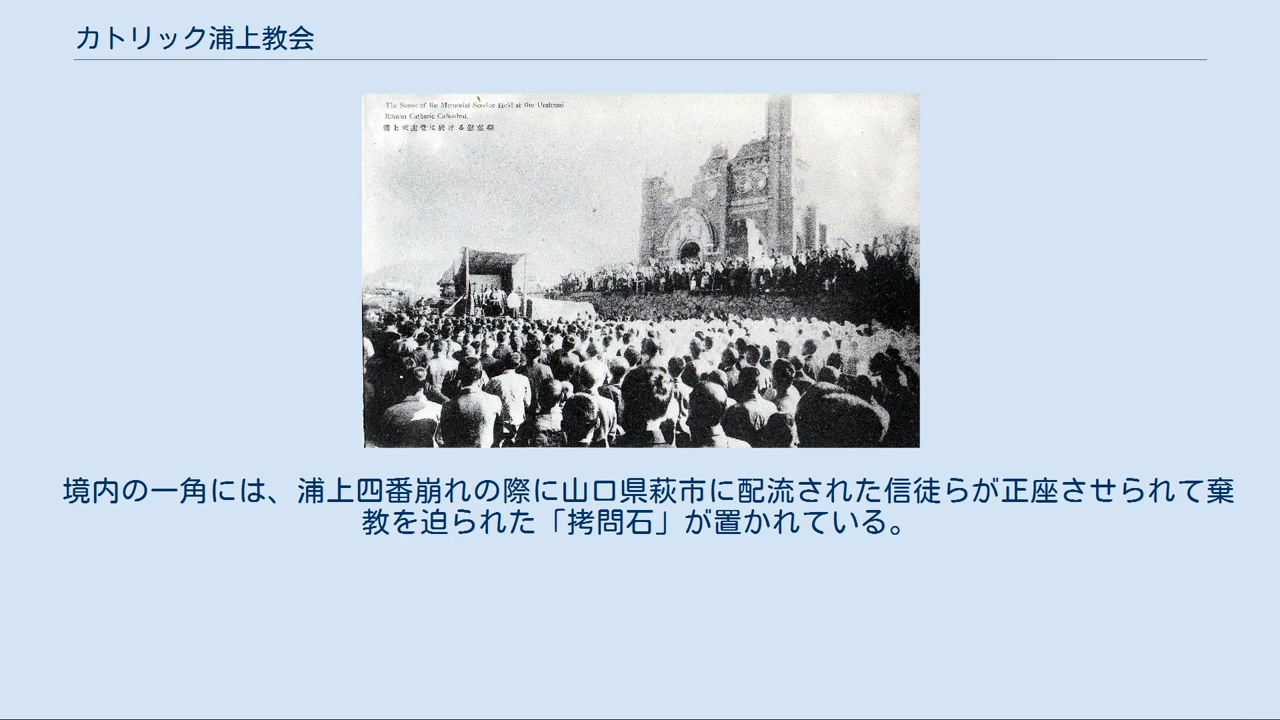 カトリック浦上教会
The Scene of the Memorial Service Held at the Urakami
Roman Catholic Cathedral.
浦上天主堂に於ける慰霊祭
境内の一角には、浦上四番崩れの際に山口県萩市に配流された信徒らが正座させられて棄
教を迫られた「拷問石」が置かれている。